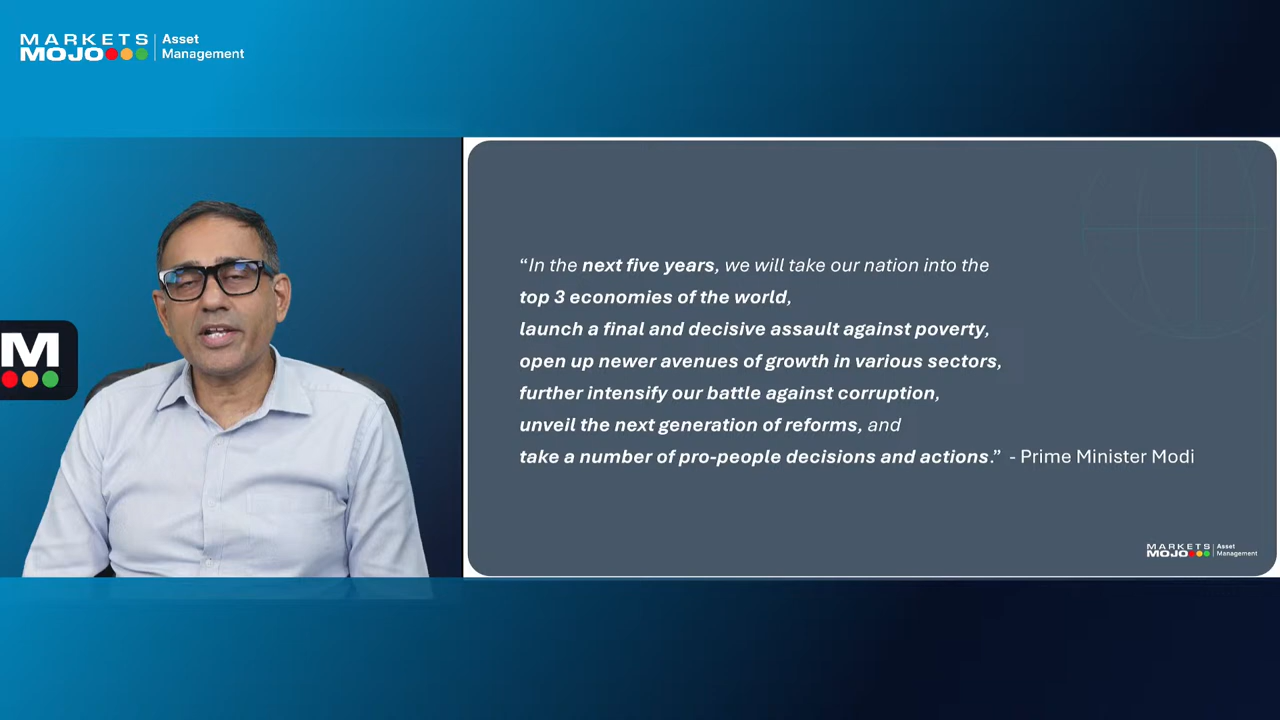 MARKETS
MOJO
Asset
Management
M
“In the next five years, we will take our nation into the
top 3 economies of the world,
launch a final and decisive assault against poverty,
open up newer avenues of growth in various sectors,
further intensify our battle against corruption,
unveil the next generation of reforms, and
take a number of pro-people decisions and actions.” - Prime Minister Modi
MARKETS
MOJO
Asset
Management